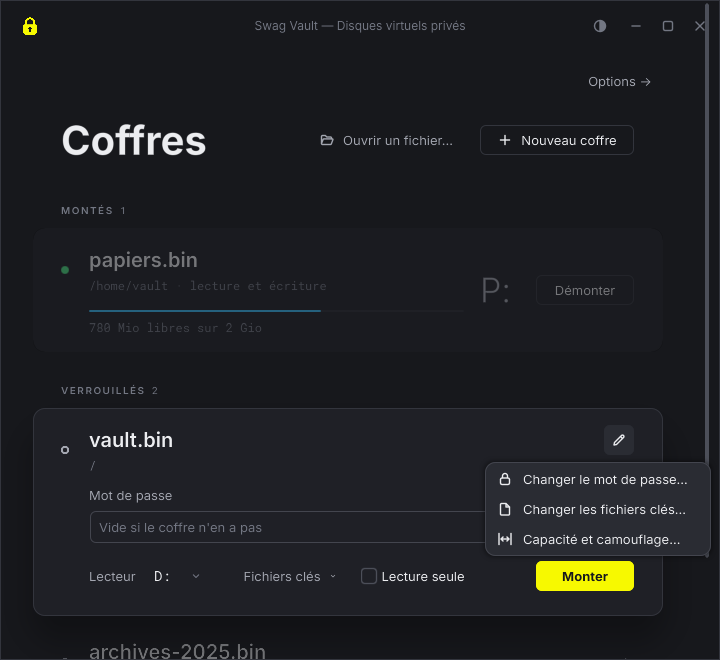 Swag Vault — Disques virtuels privés
Options →
Coffres
Ouvrir un fichier...
Nouveau coffre
MONTÉS 1
papiers.bin
/home/vault · lecture et écriture
P:
Démonter
780 Mio libres sur 2 Gio
VERROUILLÉS 2
vault.bin
/
Changer le mot de passe...
Mot de passe
Changer les fichiers clés...
Vide si le coffre n'en a pas
Capacité et camouflage...
Lecteur D: Fichiers clés Lecture seule
Monter
archives-2025.bin